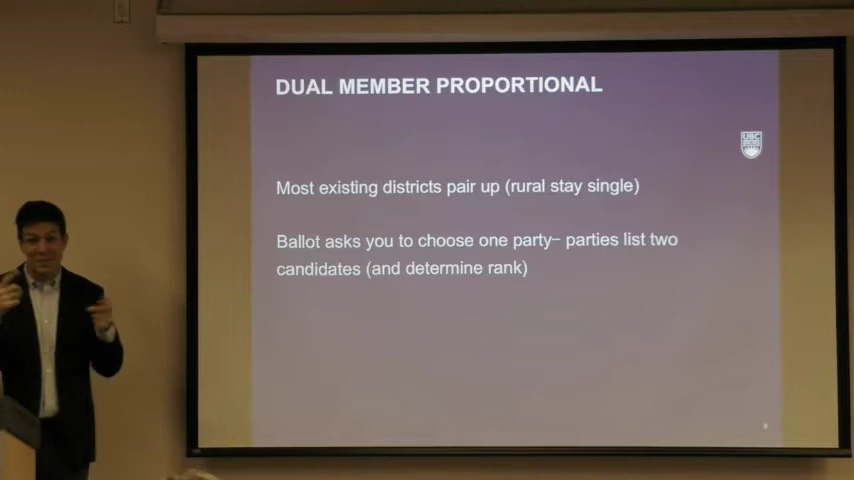 DUAL MEMBER PROPORTIONAL
UBC
Most existing districts pair up (rural stay single)
Ballot asks you to choose one party– parties list two
candidates (and determine rank)